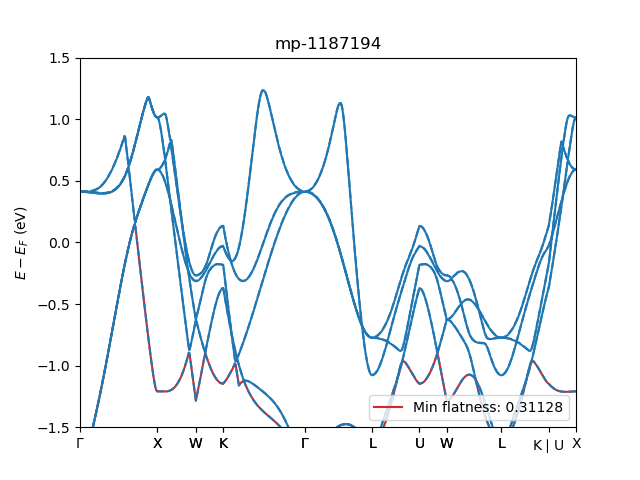 mp-1187194
E − E_F (eV)
1.5
1.0
0.5
0.0
−0.5
−1.0
−1.5
Min flatness: 0.31128
Γ X W K Γ L U W L K | U X